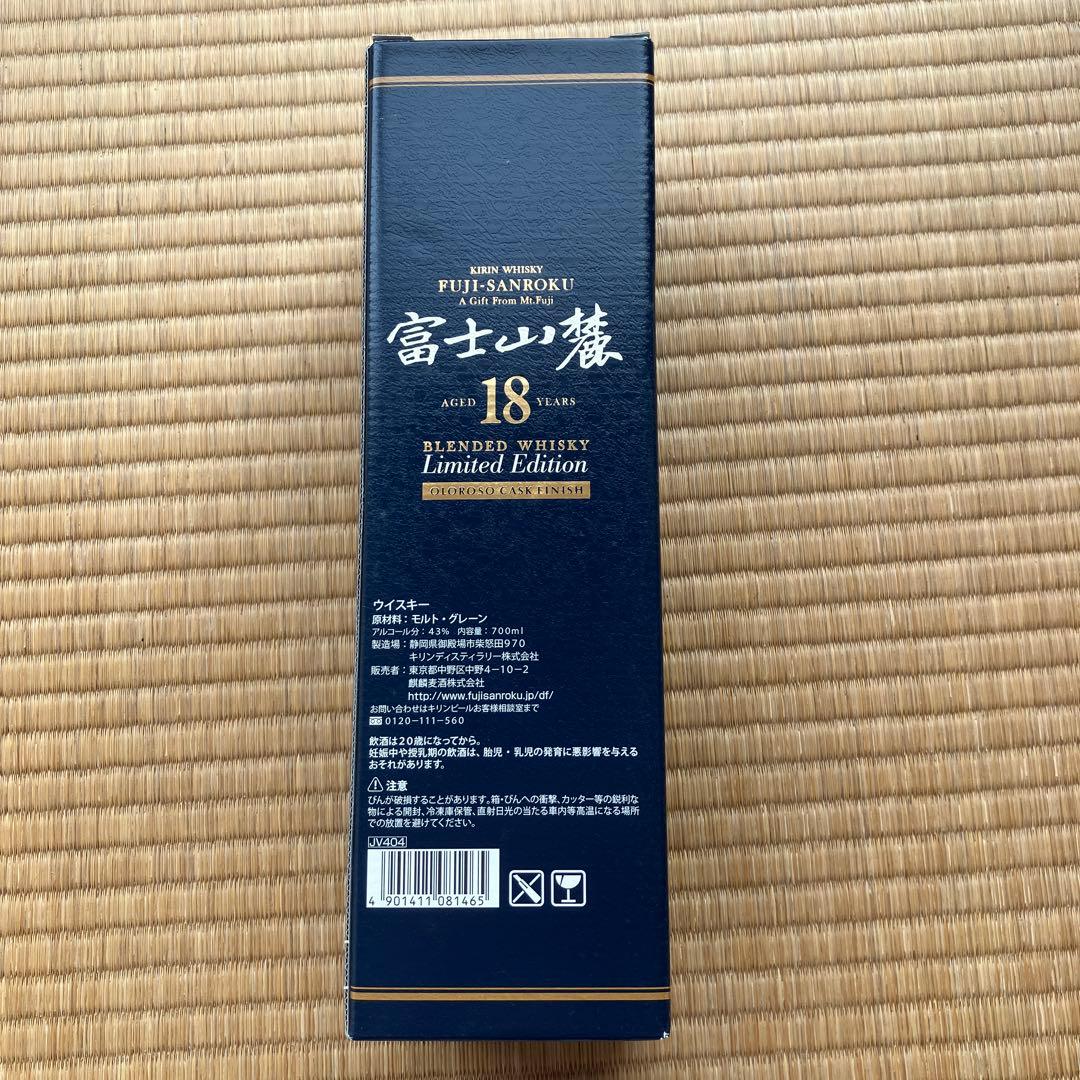 KIRIN WHISKY
FUJI-SANROKU
A Gift From Mt.Fuji
富士山麓
AGED 18 YEARS
BLENDED WHISKY
Limited Edition
OLOROSO CASK FINISH
ウイスキー
原材料：モルト・グレーン
アルコール分：43% 内容量：700ml
製造場：静岡県御殿場市柴怒田970
キリンディスティラリー株式会社
販売者：東京都中野区中野4-10-2
麒麟麦酒株式会社
http://www.fujisanroku.jp/df/
お問い合わせはキリンビールお客様相談室まで
0120-111-560
飲酒は20歳になってから。
妊娠中や授乳期の飲酒は、胎児・乳児の発育に悪影響を与える
おそれがあります。
注意
びんが破損することがあります。箱・びんへの衝撃、カッター等の鋭利な
物による開封、冷凍庫保管、直射日光の当たる車内等高温になる場所
での放置を避けてください。
JV404
4 901411 081465